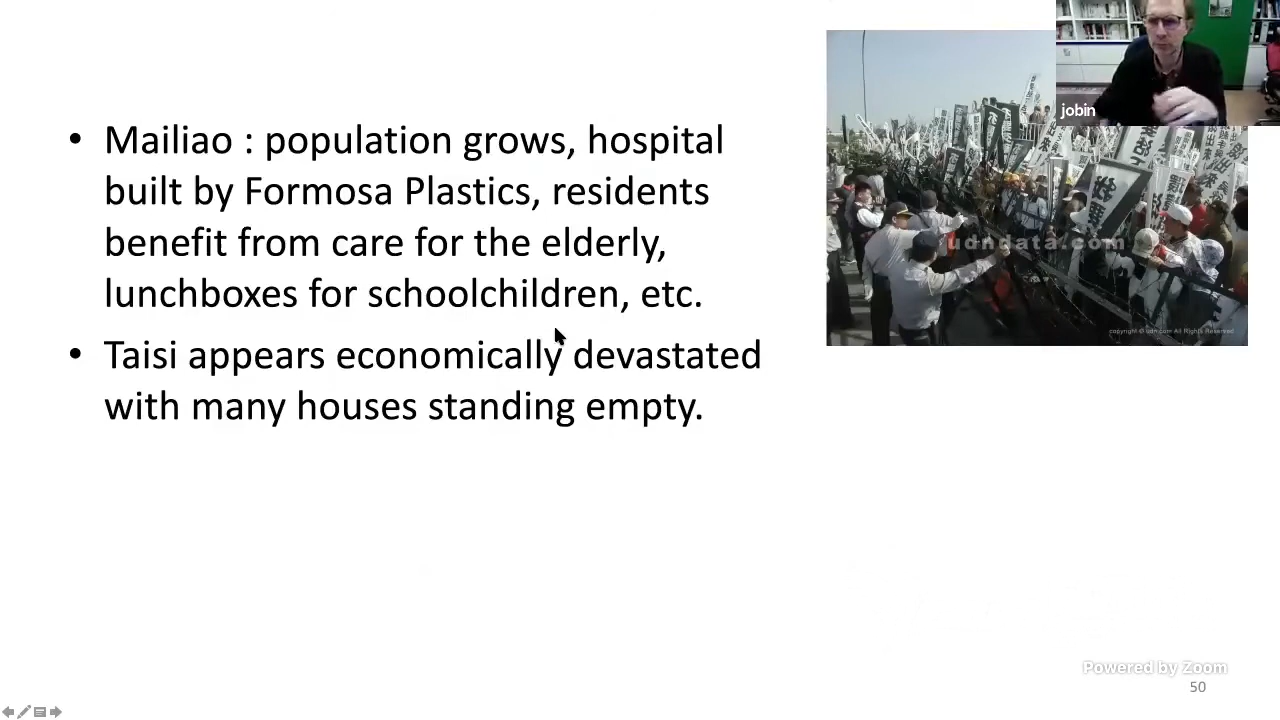 • Mailiao : population grows, hospital
built by Formosa Plastics, residents
benefit from care for the elderly,
lunchboxes for schoolchildren, etc.
• Taisi appears economically devastated
with many houses standing empty.
jobin
udndata.com
copyright © udn.com All Rights Reserved
Powered by Zoom
50